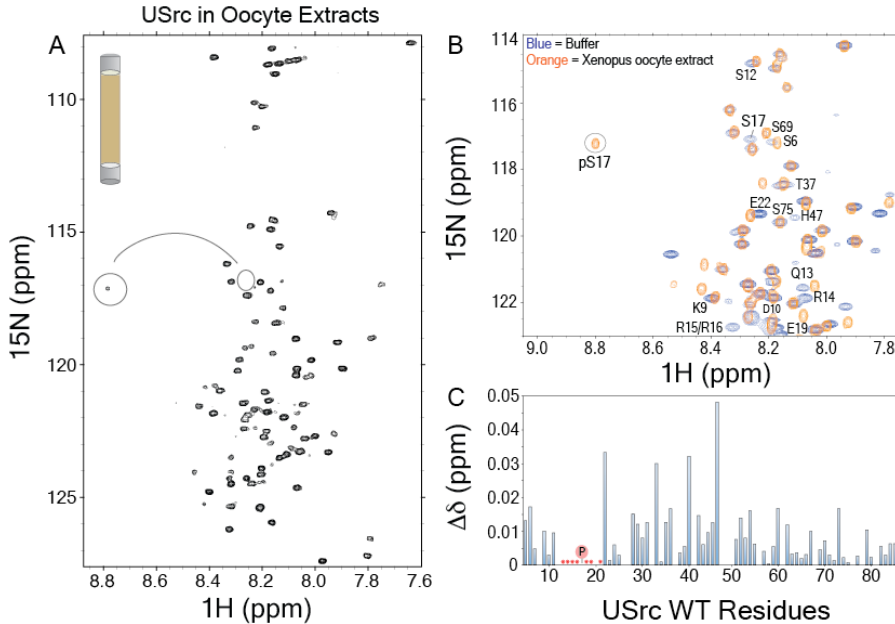 USrc in Oocyte Extracts
A
110
115
120
125
15N (ppm)
8.8 8.6 8.4 8.2 8.0 7.8 7.6
1H (ppm)
B
Blue = Buffer
Orange = Xenopus oocyte extract
114
116
118
120
122
15N (ppm)
S12
S17
S69
S6
pS17
T37
E22 S75 H47
Q13
K9 D10 R14
R15/R16 E19
9.0 8.8 8.6 8.4 8.2 8.0 7.8
1H (ppm)
C
0.05
0.04
0.03
0.02
0.01
0
Δδ (ppm)
P
10 20 30 40 50 60 70 80
USrc WT Residues